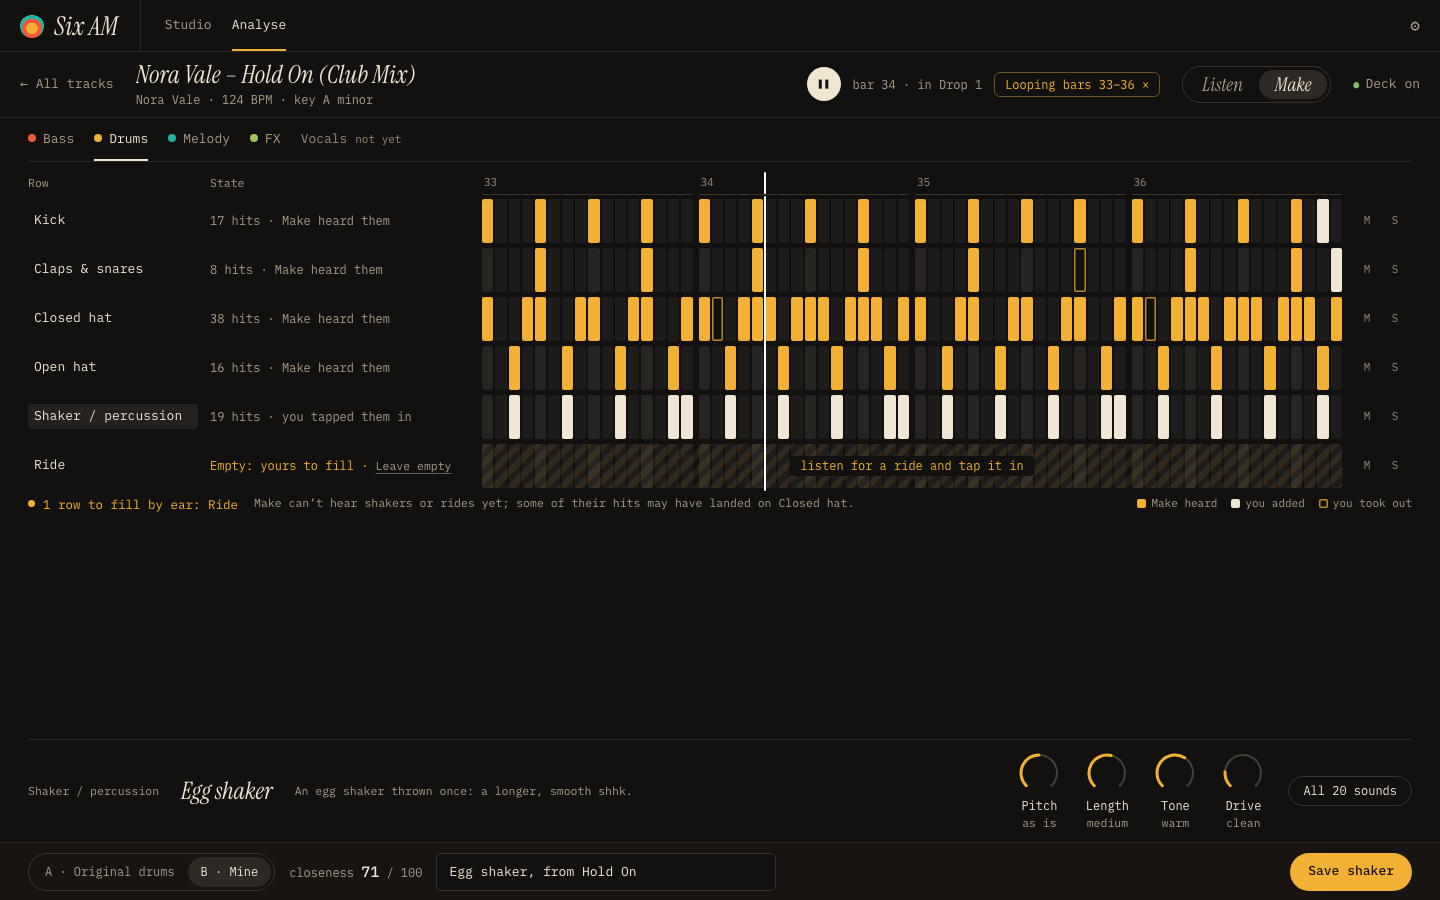 Six AM
Studio Analyse
⚙
← All tracks
Nora Vale – Hold On (Club Mix)
Nora Vale · 124 BPM · key A minor
bar 34 · in Drop 1
Looping bars 33–36 ×
Listen Make
Deck on
Bass Drums Melody FX Vocals not yet
Row State 33 34 35 36
Kick 17 hits · Make heard them M S
Claps & snares 8 hits · Make heard them M S
Closed hat 38 hits · Make heard them M S
Open hat 16 hits · Make heard them M S
Shaker / percussion 19 hits · you tapped them in M S
Ride Empty: yours to fill · Leave empty listen for a ride and tap it in M S
1 row to fill by ear: Ride Make can’t hear shakers or rides yet; some of their hits may have landed on Closed hat. Make heard you added you took out
Shaker / percussion Egg shaker An egg shaker thrown once: a longer, smooth shhk.
Pitch Length Tone Drive
as is medium warm clean
All 20 sounds
A · Original drums B · Mine closeness 71 / 100 Egg shaker, from Hold On Save shaker